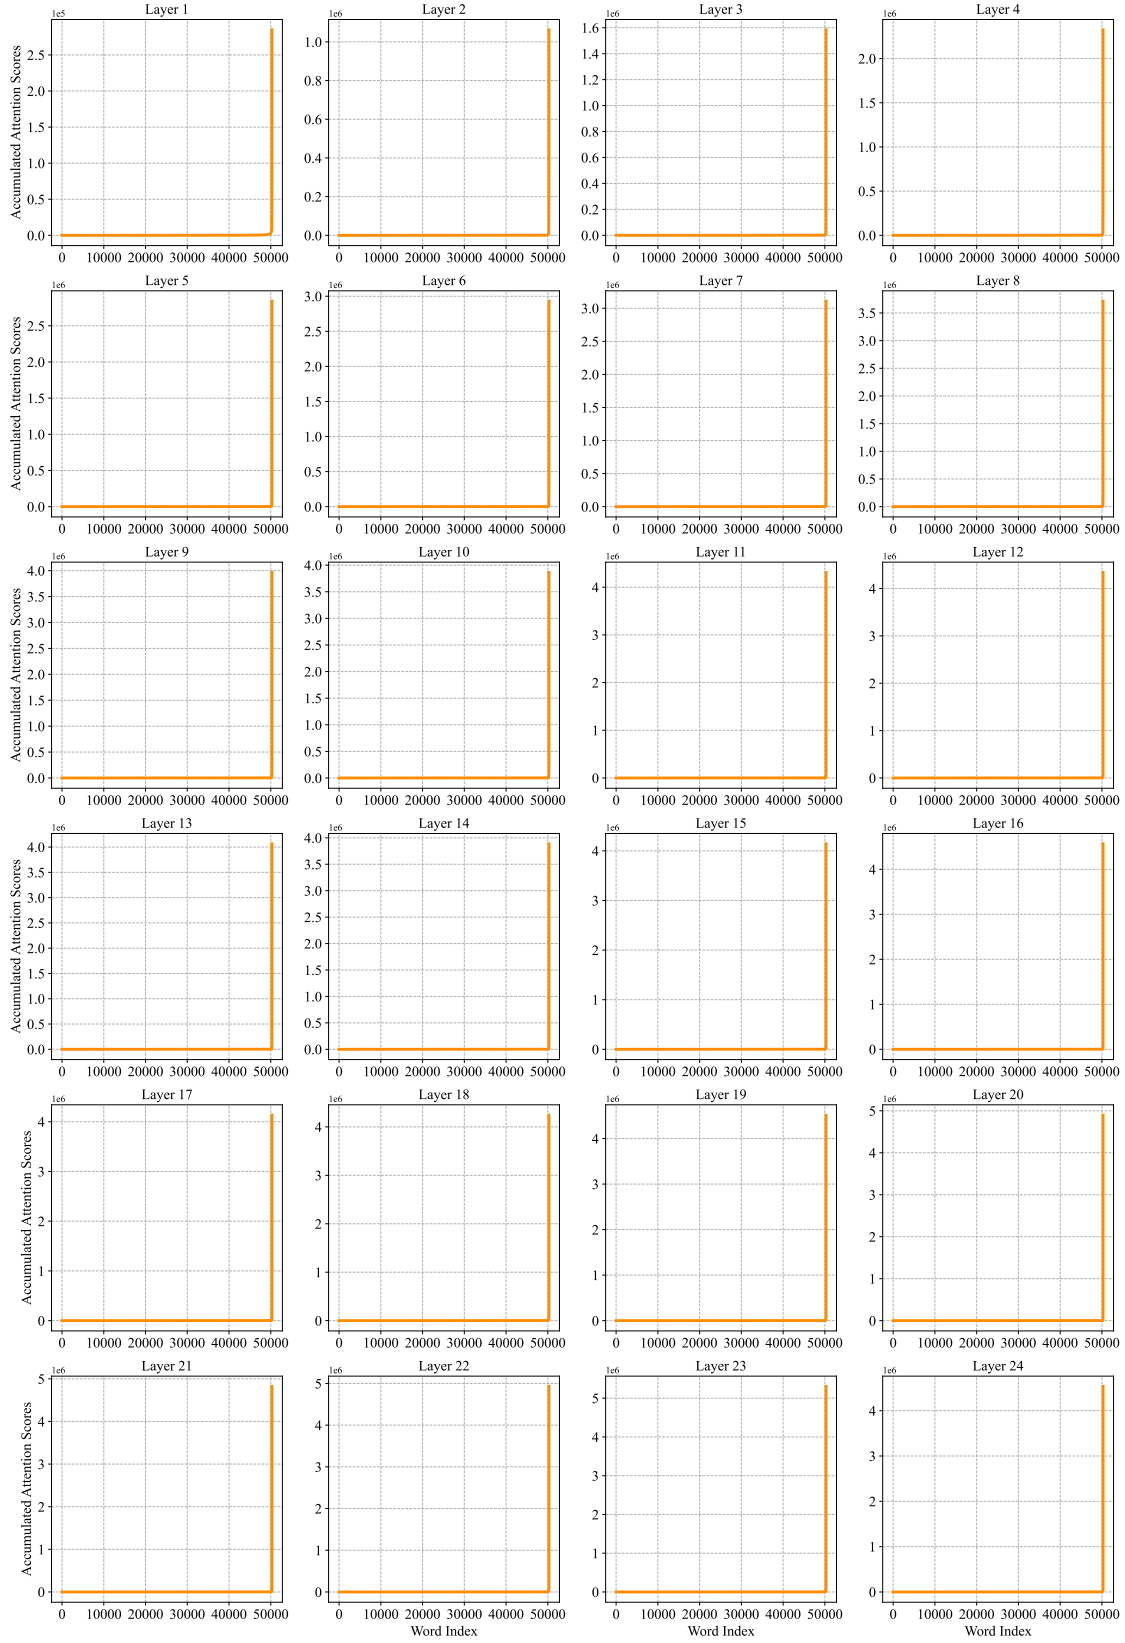 Layer 1 Layer 2 Layer 3 Layer 4
1e5 1e6 1e6 1e6
Accumulated Attention Scores
2.5 2.0 1.5 1.0 0.5 0.0
1.0 0.8 0.6 0.4 0.2 0.0
1.6 1.4 1.2 1.0 0.8 0.6 0.4 0.2 0.0
2.0 1.5 1.0 0.5 0.0
0 10000 20000 30000 40000 50000 0 10000 20000 30000 40000 50000 0 10000 20000 30000 40000 50000 0 10000 20000 30000 40000 50000
Layer 5 Layer 6 Layer 7 Layer 8
1e6 1e6 1e6 1e6
Accumulated Attention Scores
2.5 2.0 1.5 1.0 0.5 0.0
3.0 2.5 2.0 1.5 1.0 0.5 0.0
3.0 2.5 2.0 1.5 1.0 0.5 0.0
3.5 3.0 2.5 2.0 1.5 1.0 0.5 0.0
0 10000 20000 30000 40000 50000 0 10000 20000 30000 40000 50000 0 10000 20000 30000 40000 50000 0 10000 20000 30000 40000 50000
Layer 9 Layer 10 Layer 11 Layer 12
1e6 1e6 1e6 1e6
Accumulated Attention Scores
4.0 3.5 3.0 2.5 2.0 1.5 1.0 0.5 0.0
4.0 3.5 3.0 2.5 2.0 1.5 1.0 0.5 0.0
4 3 2 1 0
4 3 2 1 0
0 10000 20000 30000 40000 50000 0 10000 20000 30000 40000 50000 0 10000 20000 30000 40000 50000 0 10000 20000 30000 40000 50000
Layer 13 Layer 14 Layer 15 Layer 16
1e6 1e6 1e6 1e6
Accumulated Attention Scores
4.0 3.5 3.0 2.5 2.0 1.5 1.0 0.5 0.0
4.0 3.5 3.0 2.5 2.0 1.5 1.0 0.5 0.0
4 3 2 1 0
4 3 2 1 0
0 10000 20000 30000 40000 50000 0 10000 20000 30000 40000 50000 0 10000 20000 30000 40000 50000 0 10000 20000 30000 40000 50000
Layer 17 Layer 18 Layer 19 Layer 20
1e6 1e6 1e6 1e6
Accumulated Attention Scores
4 3 2 1 0
4 3 2 1 0
4 3 2 1 0
5 4 3 2 1 0
0 10000 20000 30000 40000 50000 0 10000 20000 30000 40000 50000 0 10000 20000 30000 40000 50000 0 10000 20000 30000 40000 50000
Layer 21 Layer 22 Layer 23 Layer 24
1e6 1e6 1e6 1e6
Accumulated Attention Scores
5 4 3 2 1 0
5 4 3 2 1 0
5 4 3 2 1 0
4 3 2 1 0
0 10000 20000 30000 40000 50000 0 10000 20000 30000 40000 50000 0 10000 20000 30000 40000 50000 0 10000 20000 30000 40000 50000
Word Index Word Index Word Index Word Index